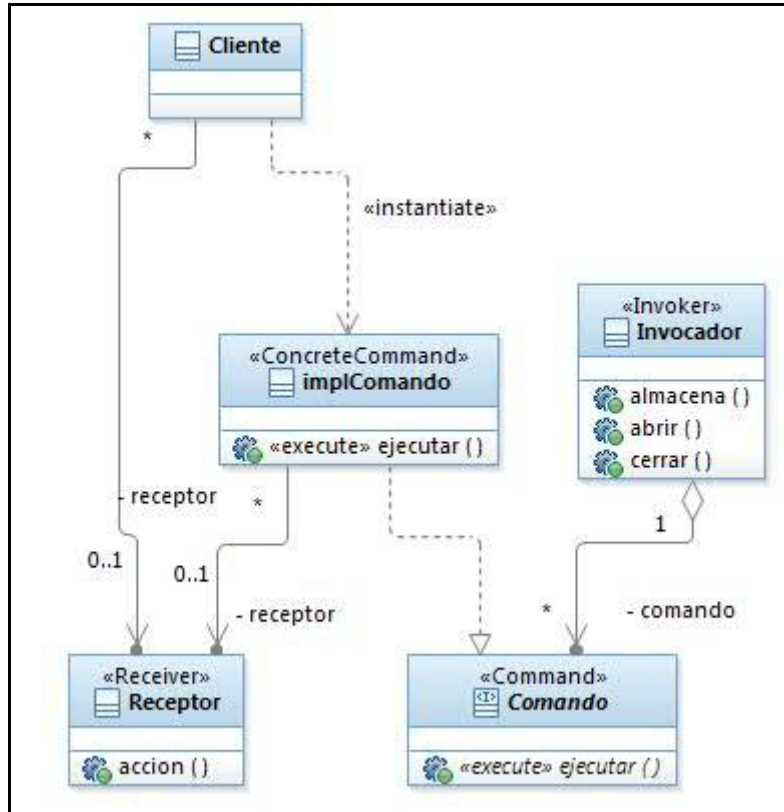 Cliente
*
«instantiate»
«Invoker»
Invocador
almacena ()
abrir ()
cerrar ()
«ConcreteCommand»
implComando
«execute» ejecutar ()
- receptor
*
1
0..1
0..1
- receptor
*
- comando
«Receiver»
Receptor
accion ()
«Command»
<I>
Comando
«execute» ejecutar ()